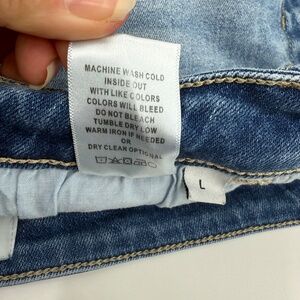 MACHINE WASH COLD
INSIDE OUT
WITH LIKE COLORS
COLORS WILL BLEED
DO NOT BLEACH
TUMBLE DRY LOW
WARM IRON IF NEEDED
OR
DRY CLEAN OPTIONAL
L